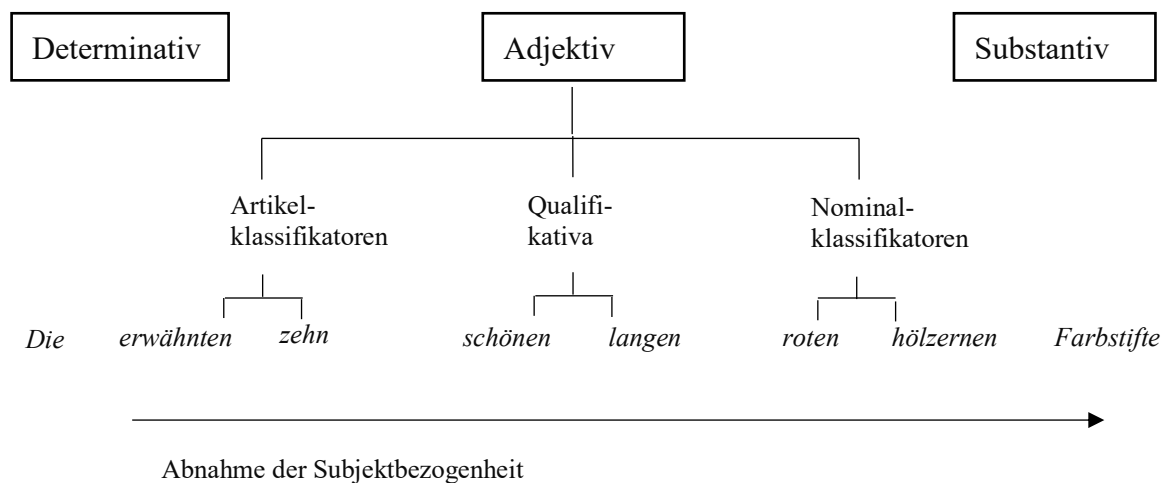 Determinativ Adjektiv Substantiv
Artikel- Qualifi- Nominal-
klassifikatoren kativa klassifikatoren
Die erwähnten zehn schönen langen roten hölzernen Farbstifte
Abnahme der Subjektbezogenheit